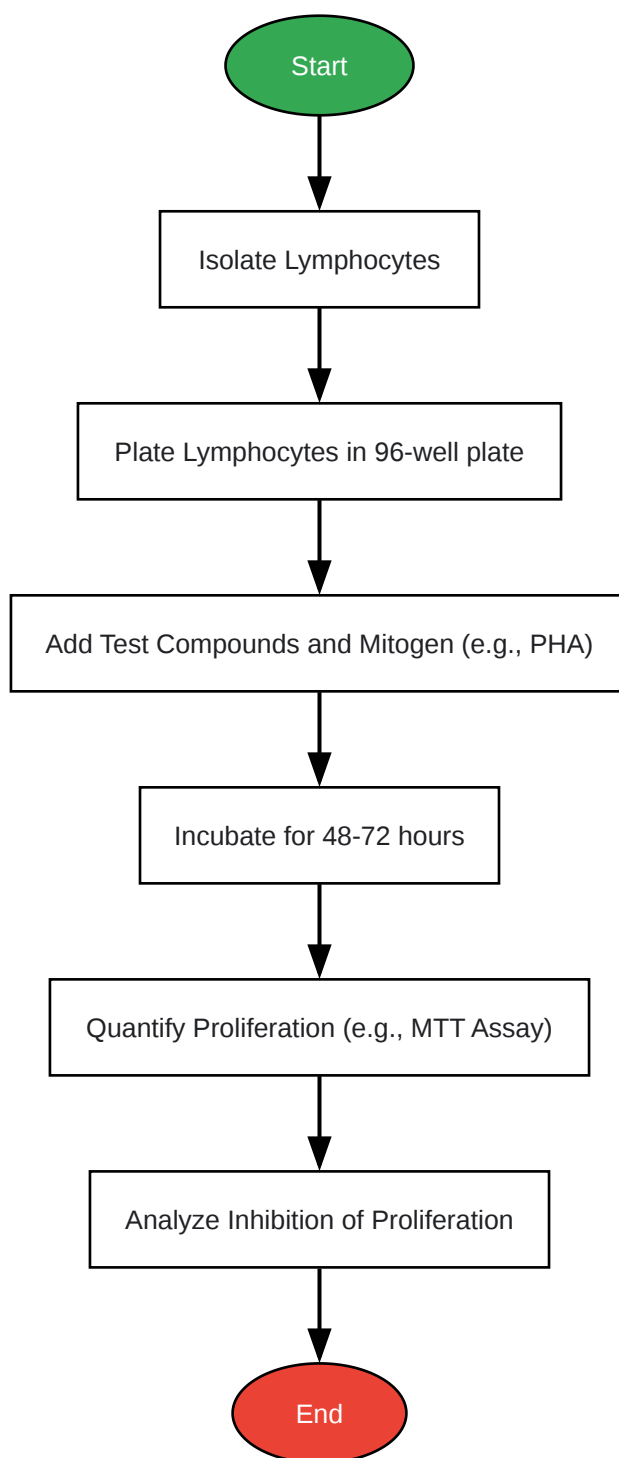 Start
Isolate Lymphocytes
Plate Lymphocytes in 96-well plate
Add Test Compounds and Mitogen (e.g., PHA)
Incubate for 48-72 hours
Quantify Proliferation (e.g., MTT Assay)
Analyze Inhibition of Proliferation
End